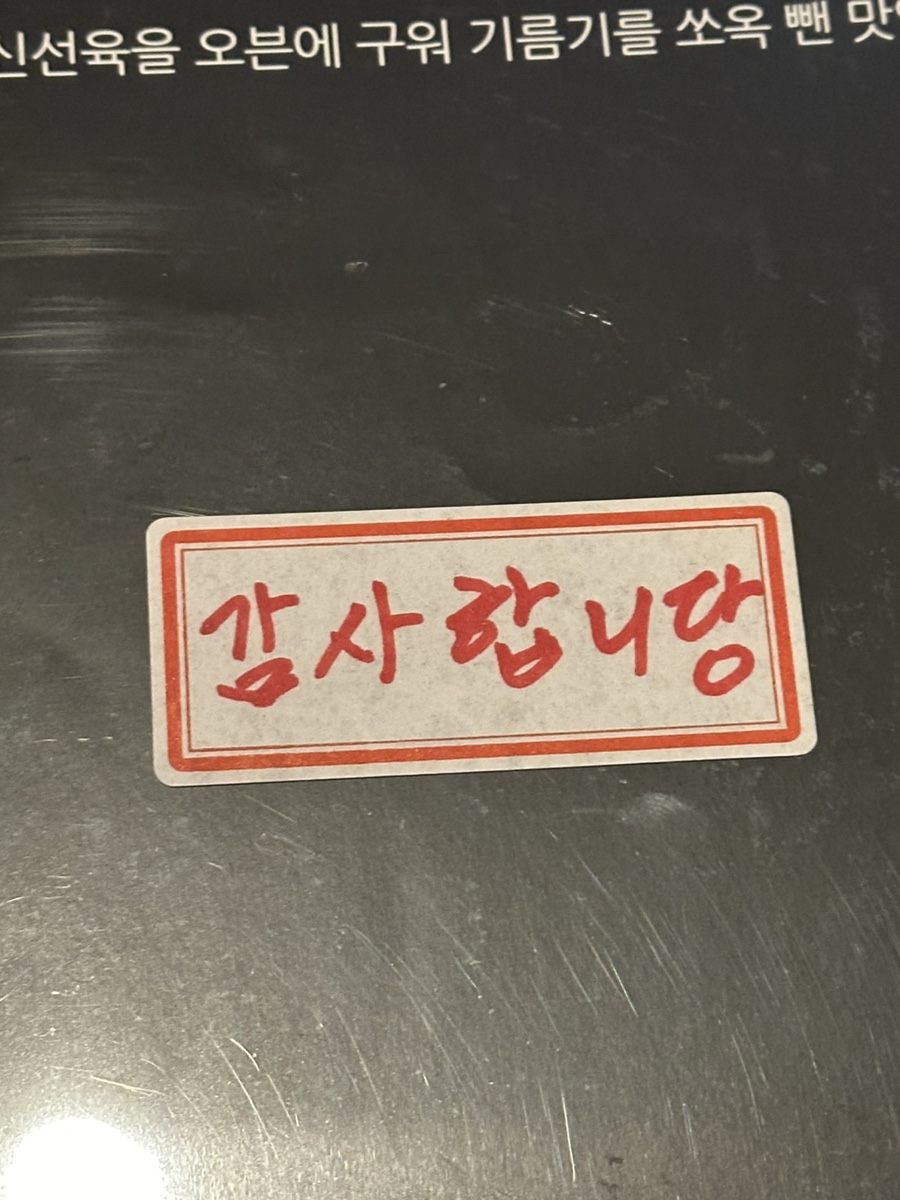 신선육을 오븐에 구워 기름기를 쏘옥 뺀
감사합니당